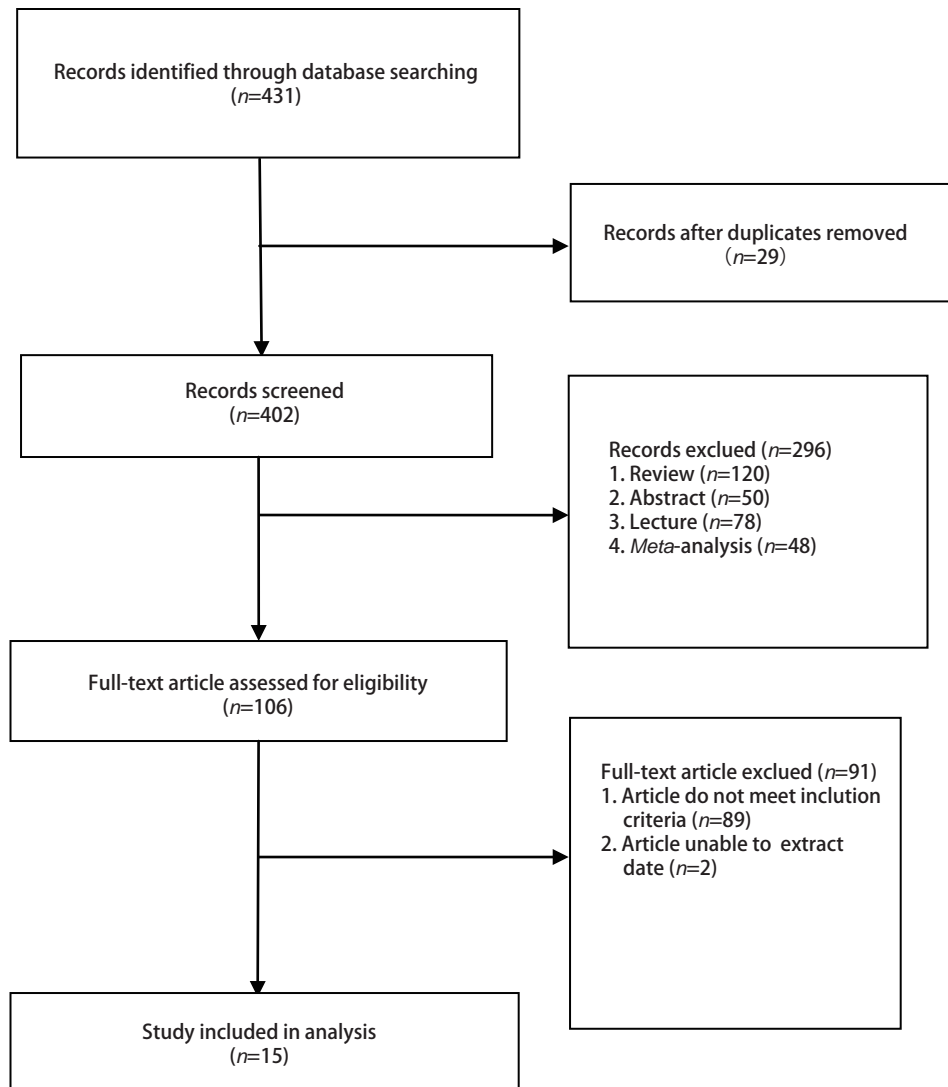 Records identified through database searching
(n=431)
Records after duplicates removed
（n=29）
Records screened
(n=402)
Records exclued (n=296)
1. Review (n=120)
2. Abstract (n=50)
3. Lecture (n=78)
4. Meta-analysis (n=48)
Full-text article assessed for eligibility
(n=106)
Full-text article exclued (n=91)
1. Article do not meet inclution
criteria (n=89)
2. Article unable to extract
date (n=2)
Study included in analysis
(n=15)